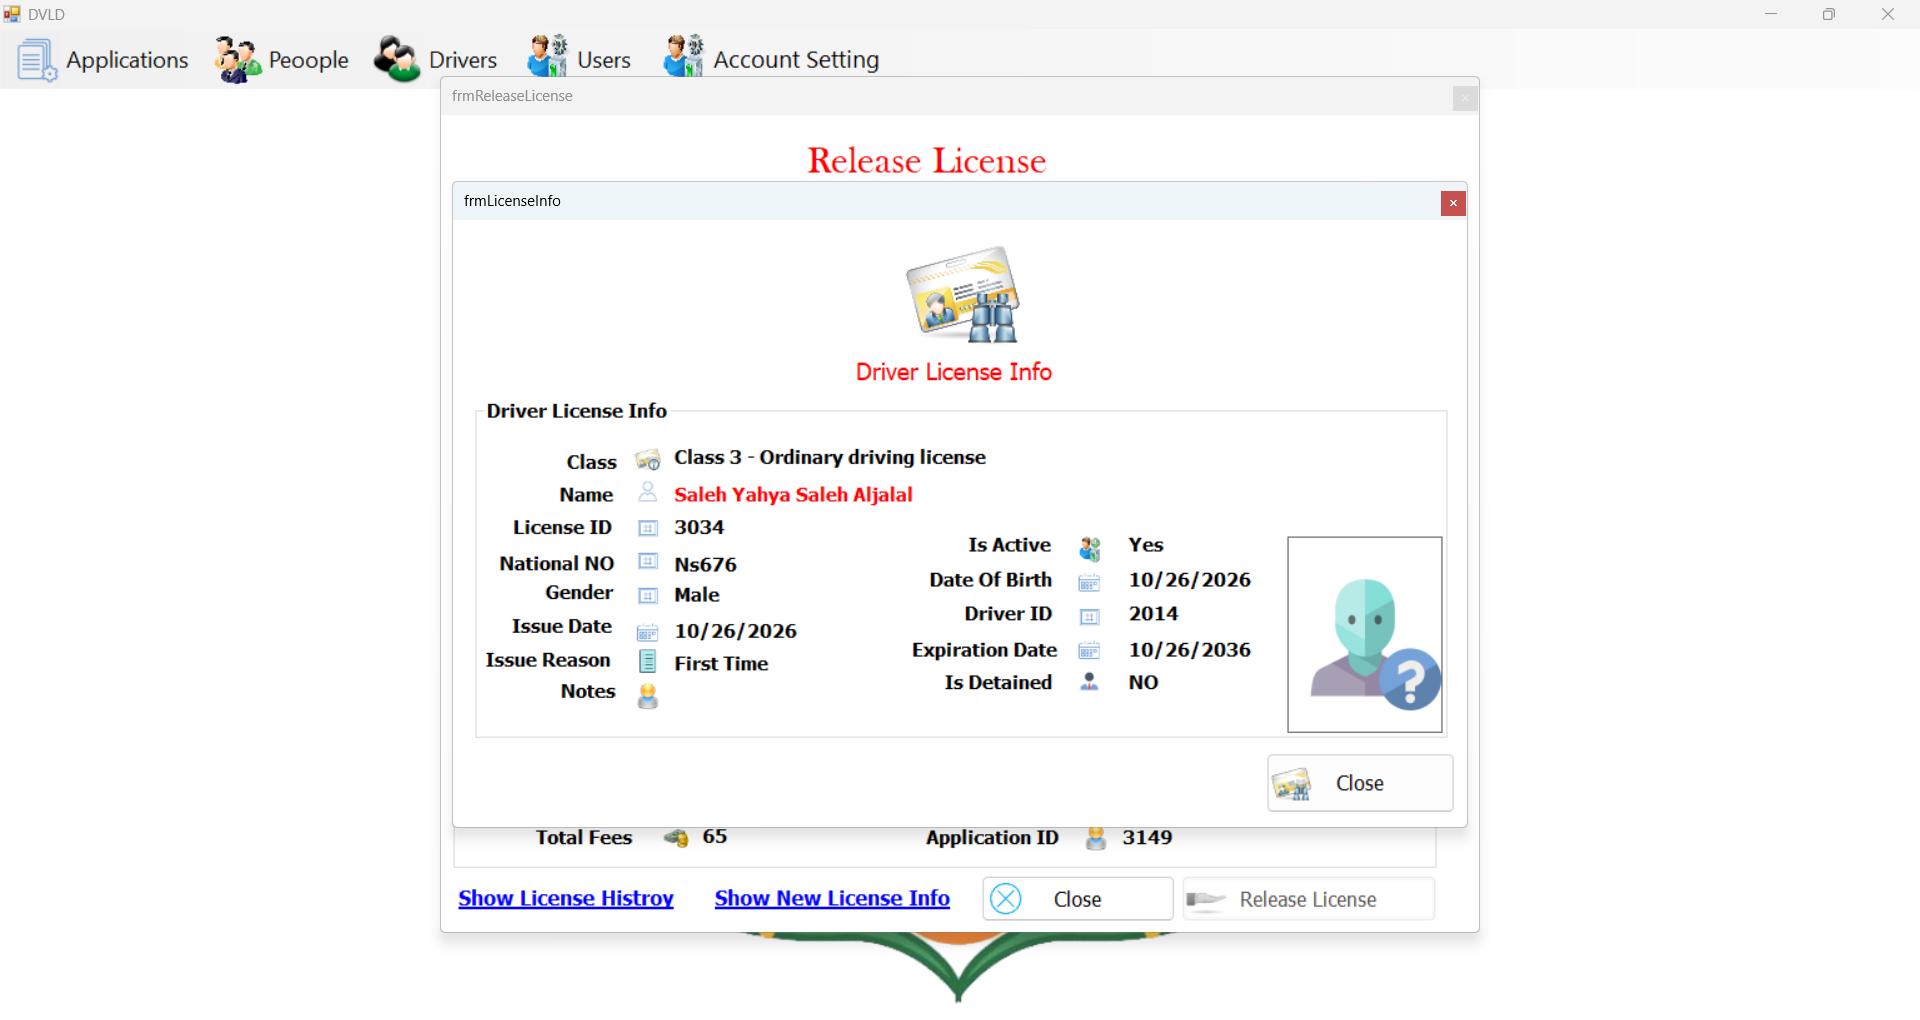 DVLD
Applications Peoople Drivers Users Account Setting
frmReleaseLicense
Release License
frmLicenseInfo
Driver License Info
Driver License Info
Class Class 3 - Ordinary driving license
Name Saleh Yahya Saleh Aljalal
License ID 3034
Is Active Yes
National NO Ns676
Date Of Birth 10/26/2026
Gender Male
Driver ID 2014
Issue Date 10/26/2026
Expiration Date 10/26/2036
Issue Reason First Time
Is Detained NO
Notes
Close
Total Fees 65 Application ID 3149
Show License Histroy Show New License Info Close Release License